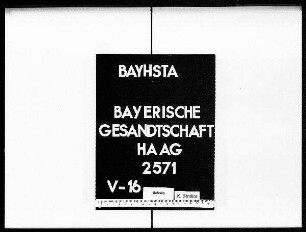 BAYHSTA
BAYERISCHE
GESANDTSCHAFT
HAAG
2571
V-16